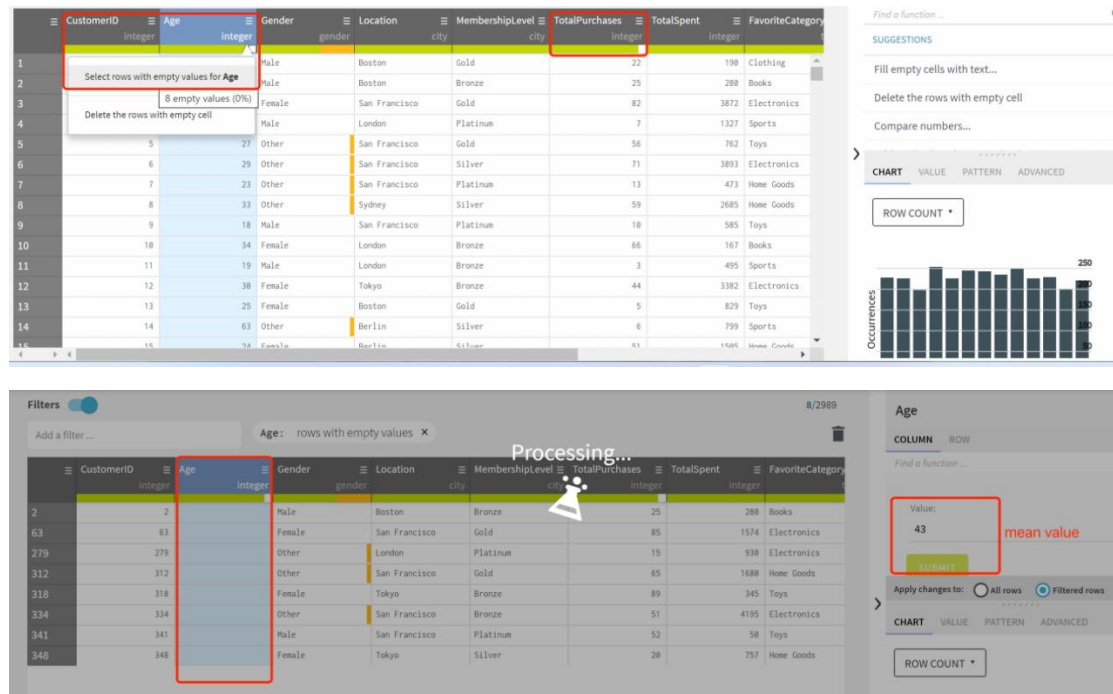 CustomerID Age Gender Location MembershipLevel TotalPurchases TotalSpent FavoriteCategory
integer integer gender city city integer integer t
1 Male Boston Gold 22 190 Clothing
2 Male Boston Bronze 25 280 Books
3 Female San Francisco Gold 82 3872 Electronics
4 Male London Platinum 7 1327 Sports
5 5 27 Other San Francisco Gold 56 762 Toys
6 6 29 Other San Francisco Silver 71 3893 Electronics
7 7 23 Other San Francisco Platinum 13 473 Home Goods
8 8 33 Other Sydney Silver 59 2685 Home Goods
9 9 18 Male San Francisco Platinum 10 585 Toys
10 10 34 Female London Bronze 66 167 Books
11 11 19 Male London Bronze 3 495 Sports
12 12 30 Female Tokyo Bronze 44 3382 Electronics
13 13 25 Female Boston Gold 5 829 Toys
14 14 63 Other Berlin Silver 6 799 Sports
15 15 24 Female Berlin Silver 51 1505 Home Goods
Select rows with empty values for Age
8 empty values (0%)
Delete the rows with empty cell
Find a function ...
SUGGESTIONS
Fill empty cells with text...
Delete the rows with empty cell
Compare numbers...
CHART VALUE PATTERN ADVANCED
ROW COUNT
Occurrences
250
200
150
100
50
Filters
8/2989
Add a filter ...
Age: rows with empty values ×
Processing...
CustomerID Age Gender Location MembershipLevel TotalPurchases TotalSpent FavoriteCategory
integer integer gender city city integer integer t
2 2 Male Boston Bronze 25 280 Books
63 63 Female San Francisco Gold 85 1574 Electronics
279 279 Other London Platinum 15 930 Electronics
312 312 Other San Francisco Gold 65 1680 Home Goods
318 318 Female Tokyo Bronze 89 345 Toys
334 334 Other San Francisco Bronze 51 4195 Electronics
341 341 Male San Francisco Platinum 52 50 Toys
348 348 Female Tokyo Silver 20 757 Home Goods
Age
COLUMN ROW
Find a function ...
Value:
43
mean value
SUBMIT
Apply changes to: All rows Filtered rows
CHART VALUE PATTERN ADVANCED
ROW COUNT